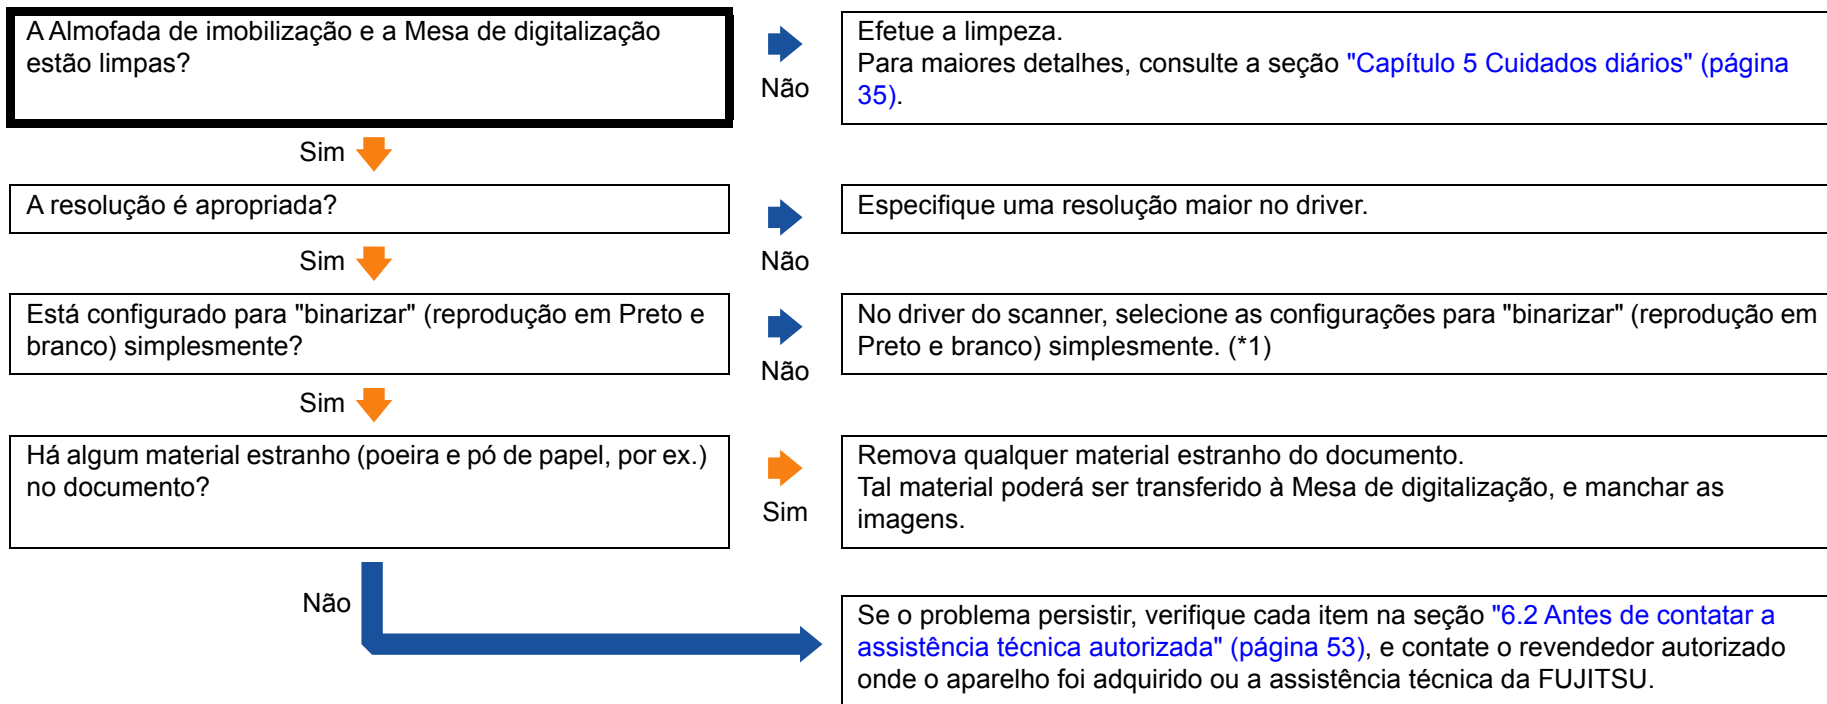 A Almofada de imobilização e a Mesa de digitalização
estão limpas?
Não
Efetue a limpeza.
Para maiores detalhes, consulte a seção "Capítulo 5 Cuidados diários" (página
35).
Sim
A resolução é apropriada?
Não
Especifique uma resolução maior no driver.
Sim
Está configurado para "binarizar" (reprodução em Preto e
branco) simplesmente?
Não
No driver do scanner, selecione as configurações para "binarizar" (reprodução em
Preto e branco) simplesmente. (*1)
Sim
Há algum material estranho (poeira e pó de papel, por ex.)
no documento?
Sim
Remova qualquer material estranho do documento.
Tal material poderá ser transferido à Mesa de digitalização, e manchar as
imagens.
Não
Se o problema persistir, verifique cada item na seção "6.2 Antes de contatar a
assistência técnica autorizada" (página 53), e contate o revendedor autorizado
onde o aparelho foi adquirido ou a assistência técnica da FUJITSU.